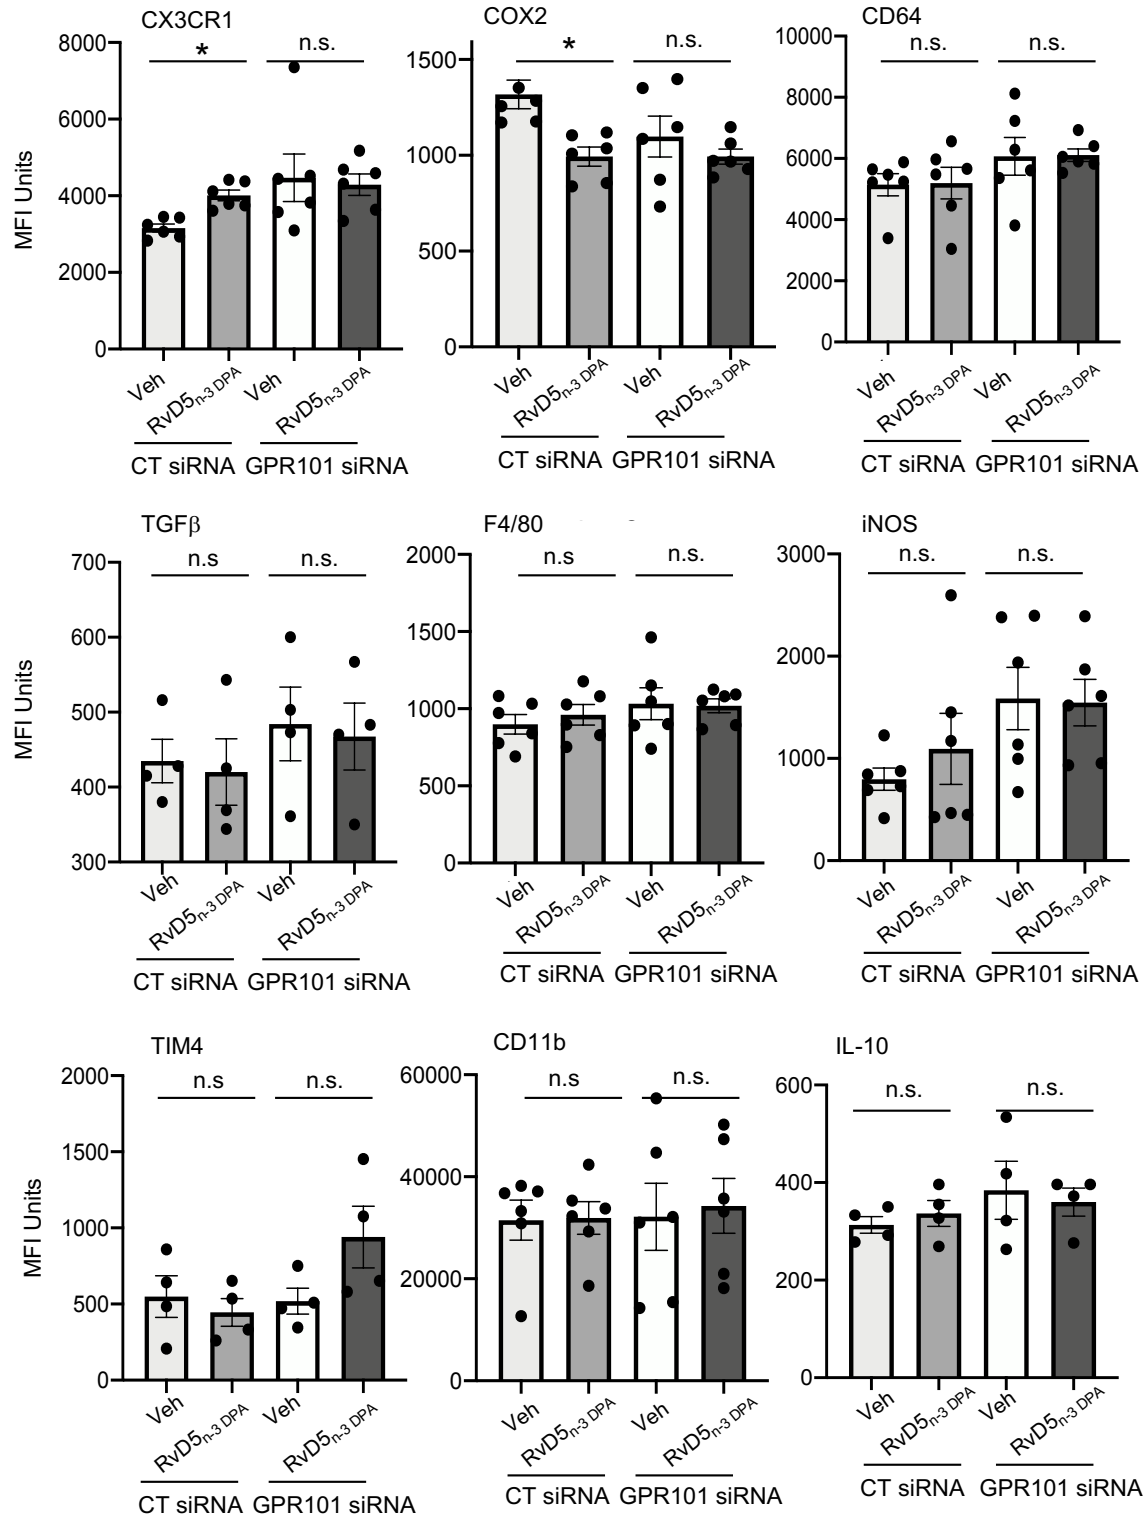 CX3CR1
COX2
CD64
* n.s.
* n.s.
n.s. n.s.
MFI Units
8000
6000
4000
2000
0
1500
1000
500
0
10000
8000
6000
4000
2000
0
Veh RvD5n-3 DPA Veh RvD5n-3 DPA
Veh RvD5n-3 DPA Veh RvD5n-3 DPA
Veh RvD5n-3 DPA Veh RvD5n-3 DPA
CT siRNA GPR101 siRNA
CT siRNA GPR101 siRNA
CT siRNA GPR101 siRNA
TGFβ
F4/80
iNOS
n.s n.s.
n.s n.s.
n.s. n.s.
MFI Units
700
600
500
400
300
2000
1500
1000
500
0
3000
2000
1000
0
Veh RvD5n-3 DPA Veh RvD5n-3 DPA
Veh RvD5n-3 DPA Veh RvD5n-3 DPA
Veh RvD5n-3 DPA Veh RvD5n-3 DPA
CT siRNA GPR101 siRNA
CT siRNA GPR101 siRNA
CT siRNA GPR101 siRNA
TIM4
CD11b
IL-10
n.s n.s.
n.s n.s.
n.s. n.s.
MFI Units
2000
1500
1000
500
0
60000
40000
20000
0
600
400
200
0
Veh RvD5n-3 DPA Veh RvD5n-3 DPA
Veh RvD5n-3 DPA Veh RvD5n-3 DPA
Veh RvD5n-3 DPA Veh RvD5n-3 DPA
CT siRNA GPR101 siRNA
CT siRNA GPR101 siRNA
CT siRNA GPR101 siRNA